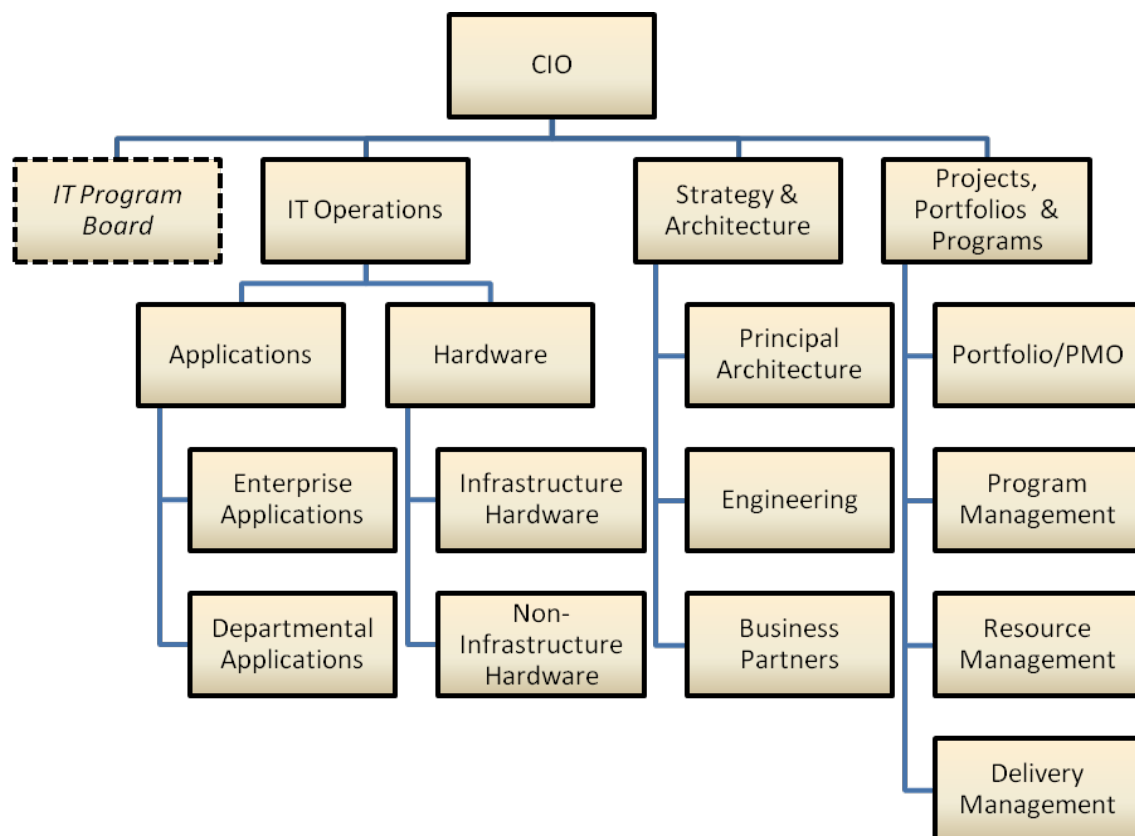 CIO
IT Program
Board
IT Operations
Strategy &
Architecture
Projects,
Portfolios &
Programs
Applications
Hardware
Principal
Architecture
Portfolio/PMO
Enterprise
Applications
Infrastructure
Hardware
Engineering
Program
Management
Departmental
Applications
Non-
Infrastructure
Hardware
Business
Partners
Resource
Management
Delivery
Management